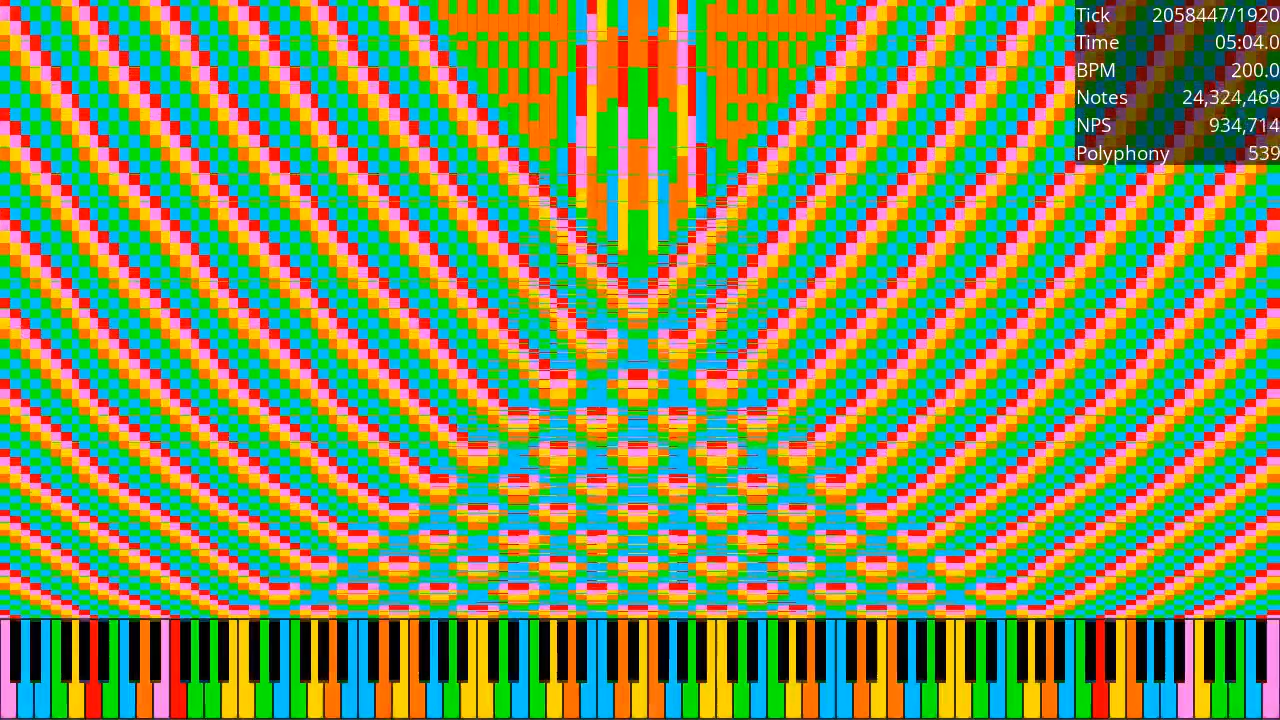 Tick 2058447/1920
Time 05:04.0
BPM 200.0
Notes 24,324,469
NPS 934,714
Polyphony 539